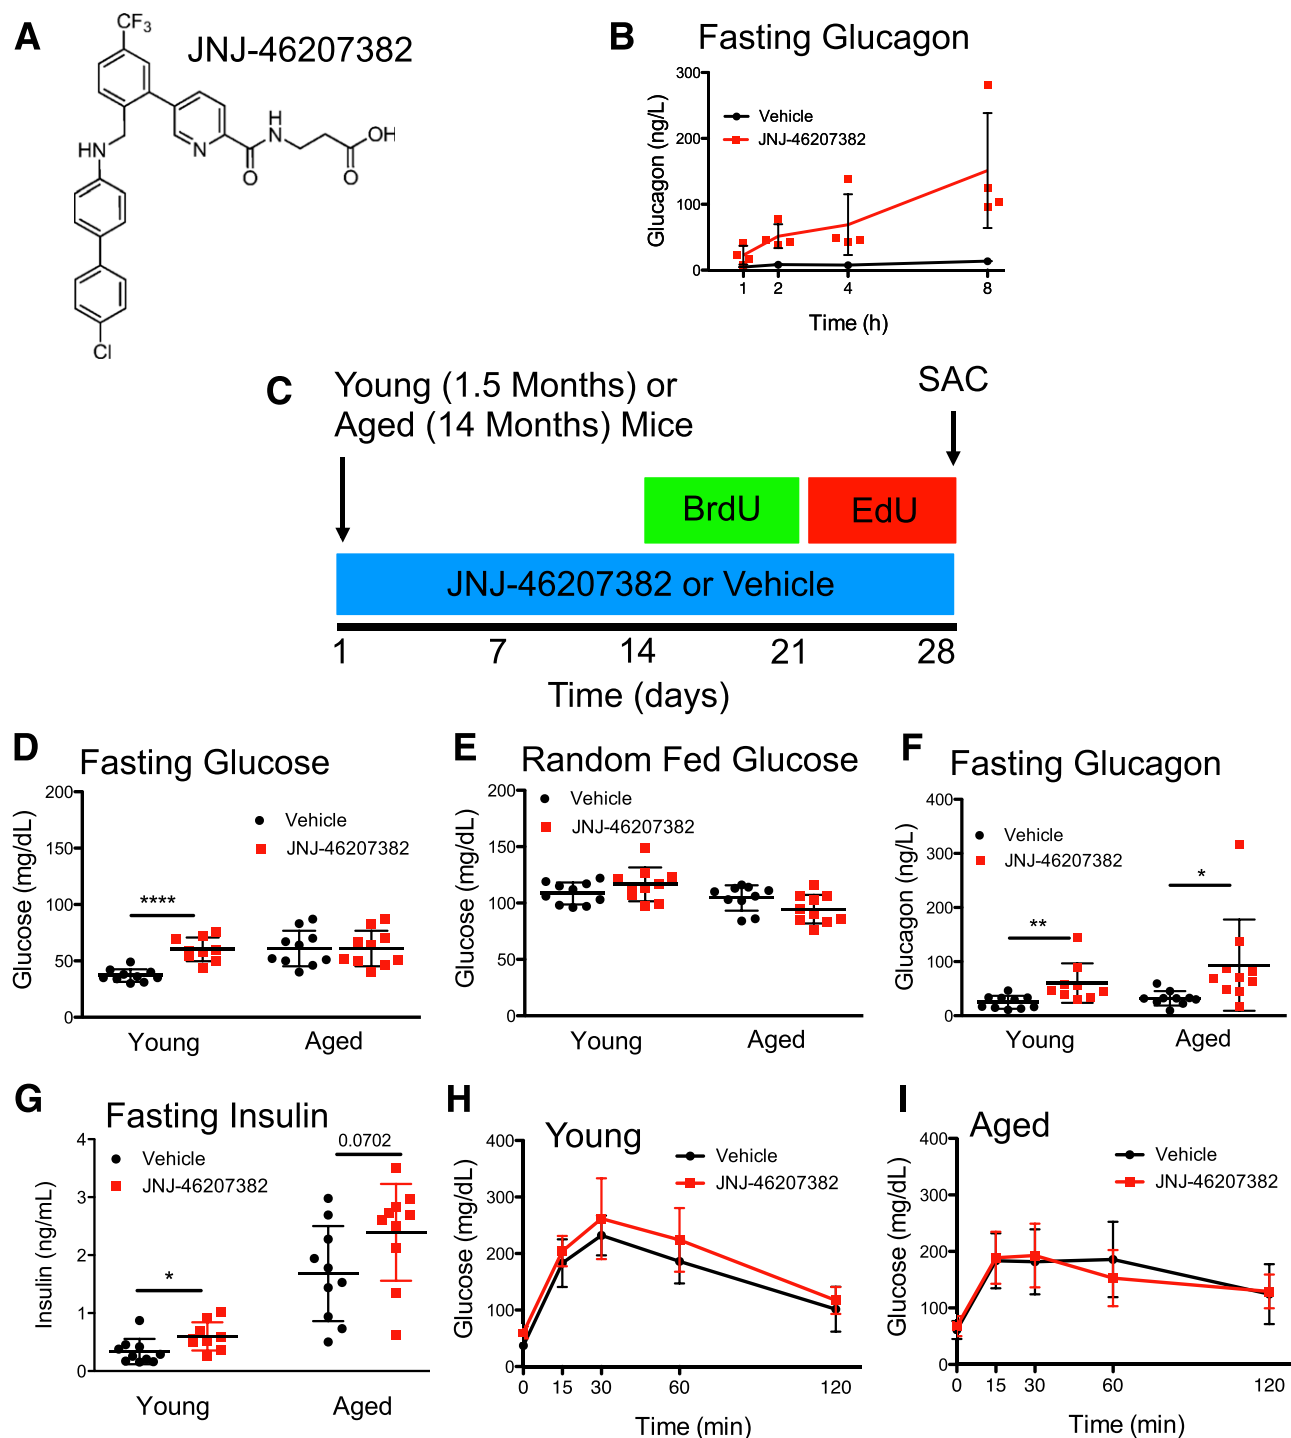 A
JNJ-46207382
CF3
HN
N
H
N
O
OH
O
Cl
B
Fasting Glucagon
Glucagon (ng/L)
300
200
100
0
Vehicle
JNJ-46207382
1 2 4 8
Time (h)
C
Young (1.5 Months) or
Aged (14 Months) Mice
SAC
BrdU
EdU
JNJ-46207382 or Vehicle
1 7 14 21 28
Time (days)
D
Fasting Glucose
Glucose (mg/dL)
200
150
100
50
0
Vehicle
JNJ-46207382
****
Young Aged
E
Random Fed Glucose
Glucose (mg/dL)
200
150
100
50
0
Vehicle
JNJ-46207382
Young Aged
F
Fasting Glucagon
Glucagon (ng/L)
400
300
200
100
0
Vehicle
JNJ-46207382
**
*
Young Aged
G
Fasting Insulin
Insulin (ng/mL)
4
3
2
1
0
Vehicle
JNJ-46207382
0.0702
*
Young Aged
H
Young
Glucose (mg/dL)
400
300
200
100
0
Vehicle
JNJ-46207382
0 15 30 60 120
Time (min)
I
Aged
Glucose (mg/dL)
400
300
200
100
0
Vehicle
JNJ-46207382
0 15 30 60 120
Time (min)